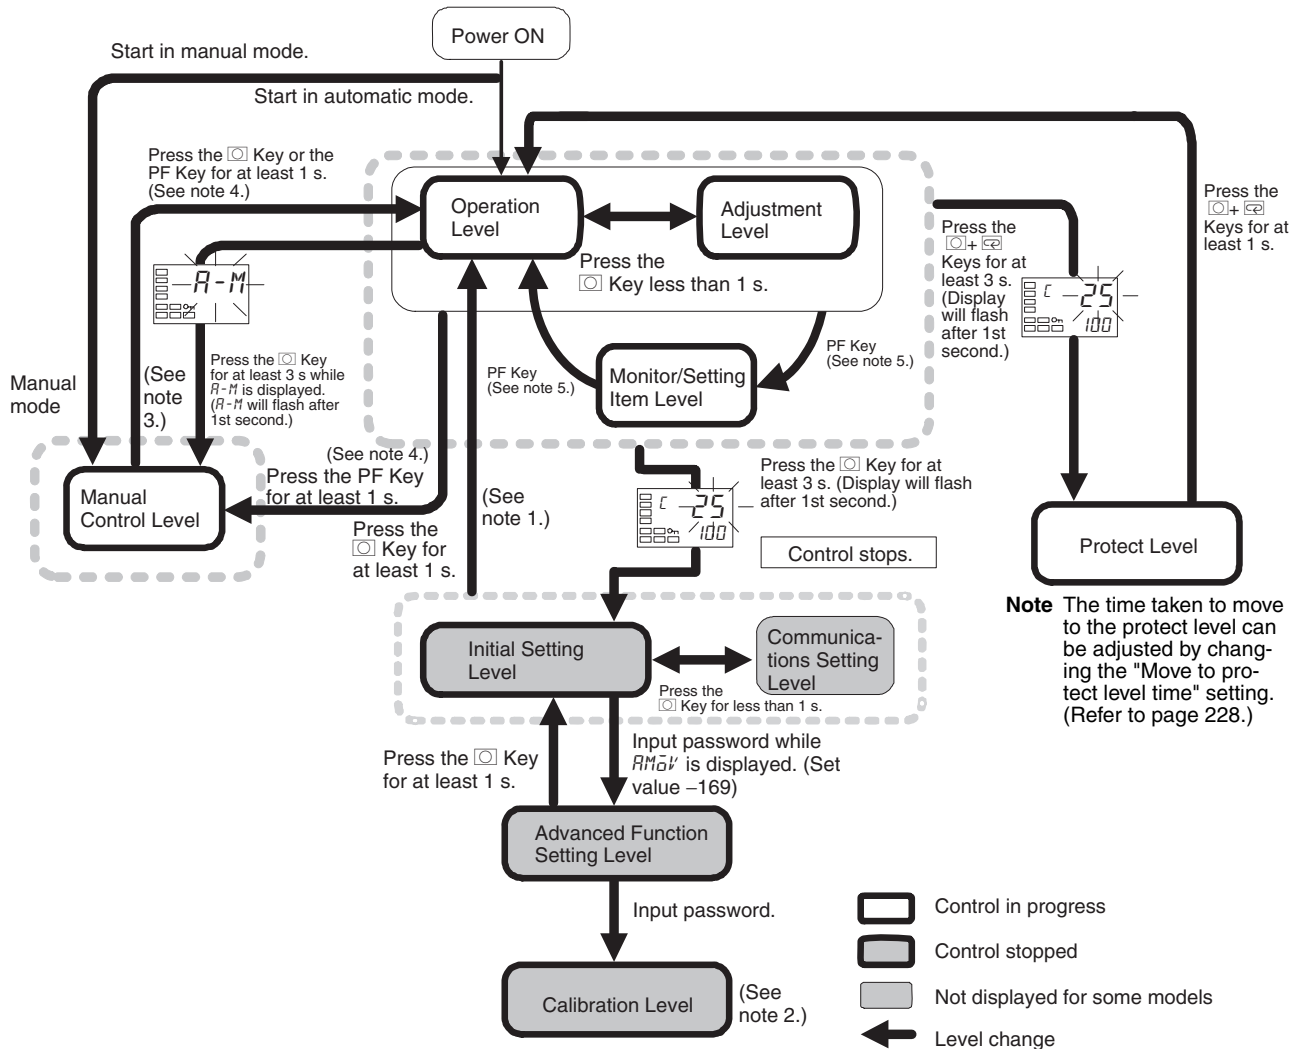 Power ON
Start in manual mode.
Start in automatic mode.
Press the Key or the
PF Key for at least 1 s.
(See note 4.)
Operation
Level
Adjustment
Level
Press the
Key less than 1 s.
Press the
+
Keys for at
least 3 s.
(Display
will flash
after 1st
second.)
Press the
+
Keys for at
least 1 s.
A-M
C 25
100
Manual
mode
(See
note
3.)
Press the Key
for at least 3 s while
A-M is displayed.
(A-M will flash after
1st second.)
PF Key
(See note 5.)
Monitor/Setting
Item Level
PF Key
(See note 5.)
(See note 4.)
Press the PF Key
for at least 1 s.
Manual
Control Level
(See
note 1.)
Press the
Key for
at least 1 s.
C 25
100
Press the Key for at
least 3 s. (Display will flash
after 1st second.)
Control stops.
Protect Level
Note The time taken to move
to the protect level can
be adjusted by chang-
ing the "Move to pro-
tect level time" setting.
(Refer to page 228.)
Initial Setting
Level
Communica-
tions Setting
Level
Press the
Key for less than 1 s.
Press the Key
for at least 1 s.
Input password while
AMoV is displayed. (Set
value −169)
Advanced Function
Setting Level
Input password.
Calibration Level
(See
note 2.)
Control in progress
Control stopped
Not displayed for some models
Level change